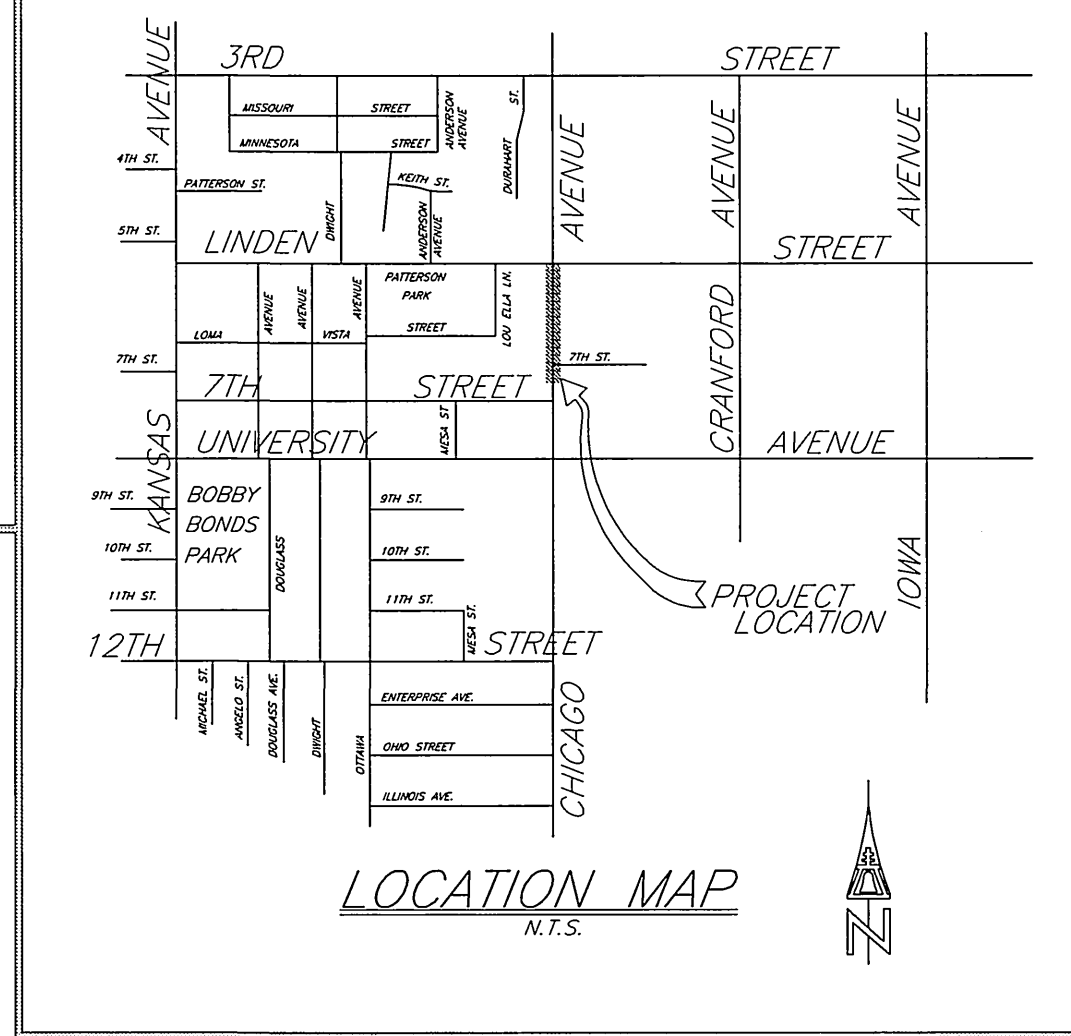 3RD
STREET
AVENUE
MISSOURI
STREET
MINNESOTA
STREET
ANDERSON
AVENUE
DURAHART
ST.
AVENUE
AVENUE
AVENUE
4TH ST.
PATTERSON ST.
KEITH ST.
DWIGHT
ANDERSON
AVENUE
5TH ST.
LINDEN
STREET
PATTERSON
PARK
AVENUE
AVENUE
AVENUE
LOU ELLA LN.
LOMA
VISTA
STREET
7TH ST.
7TH ST.
7TH
STREET
CRANFORD
KANSAS
UNIVERSITY
MESA ST
AVENUE
9TH ST.
BOBBY
BONDS
PARK
9TH ST.
10TH ST.
10TH ST.
DOUGLASS
11TH ST.
11TH ST.
MESA ST.
IOWA
PROJECT
LOCATION
12TH
STREET
MICHAEL ST.
ANGELO ST.
DOUGLASS AVE.
DWIGHT
OTTAWA
ENTERPRISE AVE.
OHIO STREET
ILLINOIS AVE.
CHICAGO
LOCATION MAP
N.T.S.
N